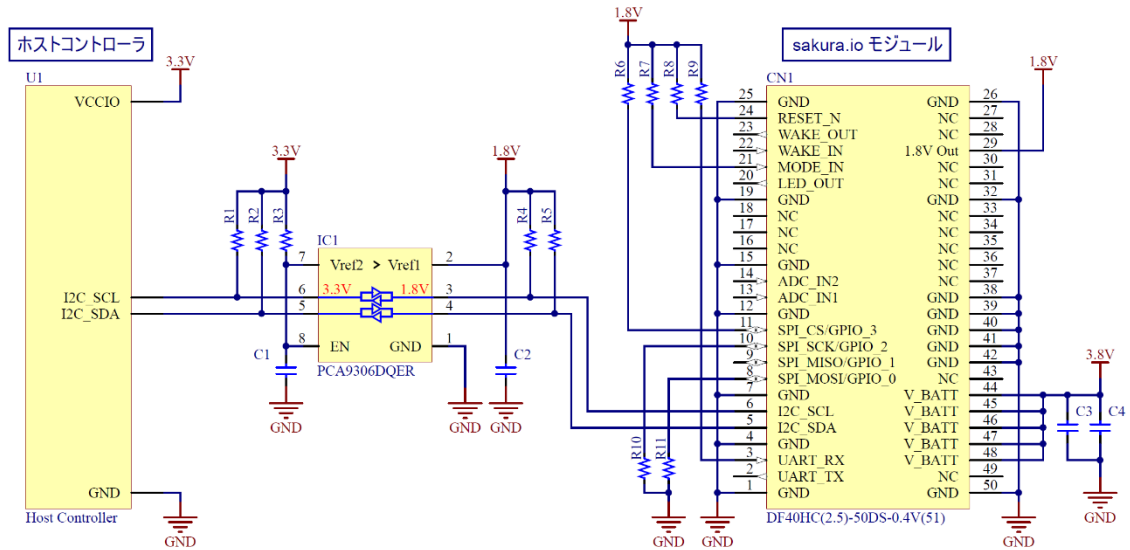 ホストコントローラ
sakura.io モジュール
U1
3.3V
VCCIO
I2C_SCL
I2C_SDA
GND
Host Controller
GND
3.3V
R1
R2
R3
C1
GND
IC1
7
Vref2 > Vref1
2
6
3.3V
1.8V
3
5
4
8
EN
GND
1
PCA9306DQER
GND
1.8V
R4
R5
C2
GND
1.8V
R6
R7
R8
R9
R10
R11
GND
GND
CN1
25 GND
24 RESET_N
23 WAKE_OUT
22 WAKE_IN
21 MODE_IN
20 LED_OUT
19 GND
18 NC
17 NC
16 NC
15 GND
14 ADC_IN2
13 ADC_IN1
12 GND
11 SPI_CS/GPIO_3
10 SPI_SCK/GPIO_2
9 SPI_MISO/GPIO_1
8 SPI_MOSI/GPIO_0
7 GND
6 I2C_SCL
5 I2C_SDA
4 GND
3 UART_RX
2 UART_TX
1 GND
GND 26
NC 27
NC 28
1.8V Out 29
NC 30
NC 31
GND 32
NC 33
NC 34
NC 35
NC 36
NC 37
GND 38
GND 39
GND 40
GND 41
GND 42
NC 43
V_BATT 44
V_BATT 45
V_BATT 46
V_BATT 47
V_BATT 48
NC 49
GND 50
DF40HC(2.5)-50DS-0.4V(51)
1.8V
3.8V
C3
C4
GND
GND